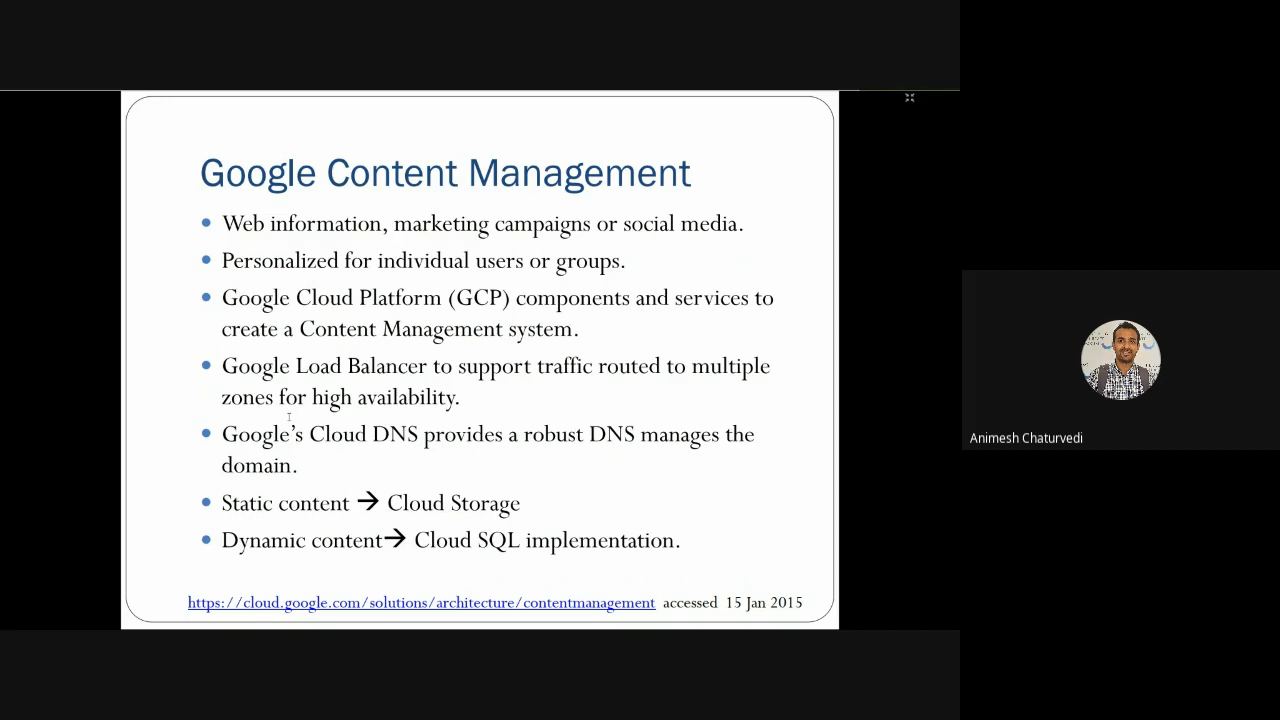 Google Content Management
• Web information, marketing campaigns or social media.
• Personalized for individual users or groups.
• Google Cloud Platform (GCP) components and services to
create a Content Management system.
• Google Load Balancer to support traffic routed to multiple
zones for high availability.
• Google’s Cloud DNS provides a robust DNS manages the
domain.
• Static content → Cloud Storage
• Dynamic content→ Cloud SQL implementation.
https://cloud.google.com/solutions/architecture/contentmanagement accessed 15 Jan 2015
Animesh Chaturvedi